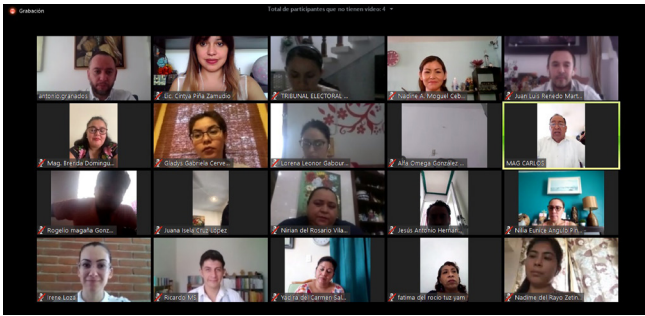 Grabación
Total de participantes que no tienen video: 4
antonio.granados
Lic. Cintya Piña Zamudio
TRIBUNAL ELECTORAL ...
Nadine A. Moguel Ceb...
Juan Luis Renedo Mart...
Mag. Brenda Domíngu...
Gladys Gabriela Cerve...
Lorena Leonor Gabour...
Alfa Omega González ...
MAG CARLOS
Rogelio magaña Gonz...
Juana Isela Cruz López
Nirian del Rosario Vila...
Jesús Antonio Hernán...
Nilia Eunice Angulo Pin...
Irene Loza
Ricardo MS
del Carmen Sal...
fatima del rocio tuz yam
Nadime del Rayo Zetin...